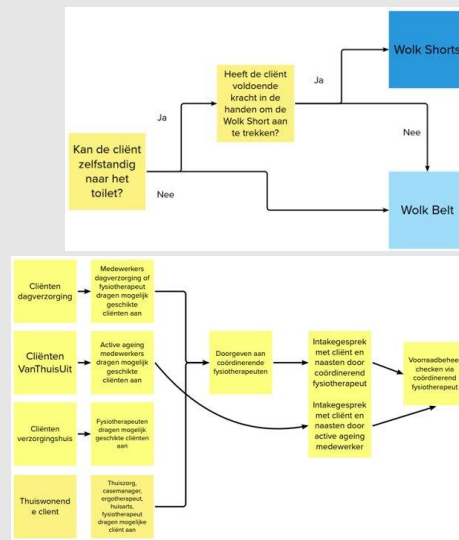 Wolk Shorts
Heeft de cliënt
voldoende
kracht in de
handen om de
Wolk Short aan
te trekken?
Ja
Ja
Nee
Kan de cliënt
zelfstandig
naar het
toilet?
Nee
Wolk Belt
Cliënten
dagverzorging
Medewerkers
dagverzorging of
fysiotherapeut
dragen mogelijk
geschikte
cliënten aan
Cliënten
VanThuisUit
Active ageing
medewerkers
dragen mogelijk
geschikte
cliënten aan
Doorgeven aan
coördinerende
fysiotherapeuten
Intakegesprek
met cliënt en
naasten door
coördinerend
fysiotherapeut
Voorraadbehee
checken via
coördinerend
fysiotherapeut
Cliënten
verzorgingshuis
Fysiotherapeuten
dragen mogelijk
geschikte cliënten
aan
Intakegesprek
met cliënt en
naasten door
active ageing
medewerker
Thuiswonend
e client
Thuiszorg,
casemanager,
ergotherapeut,
huisarts,
fysiotherapeut
dragen mogelijke
cliënt aan